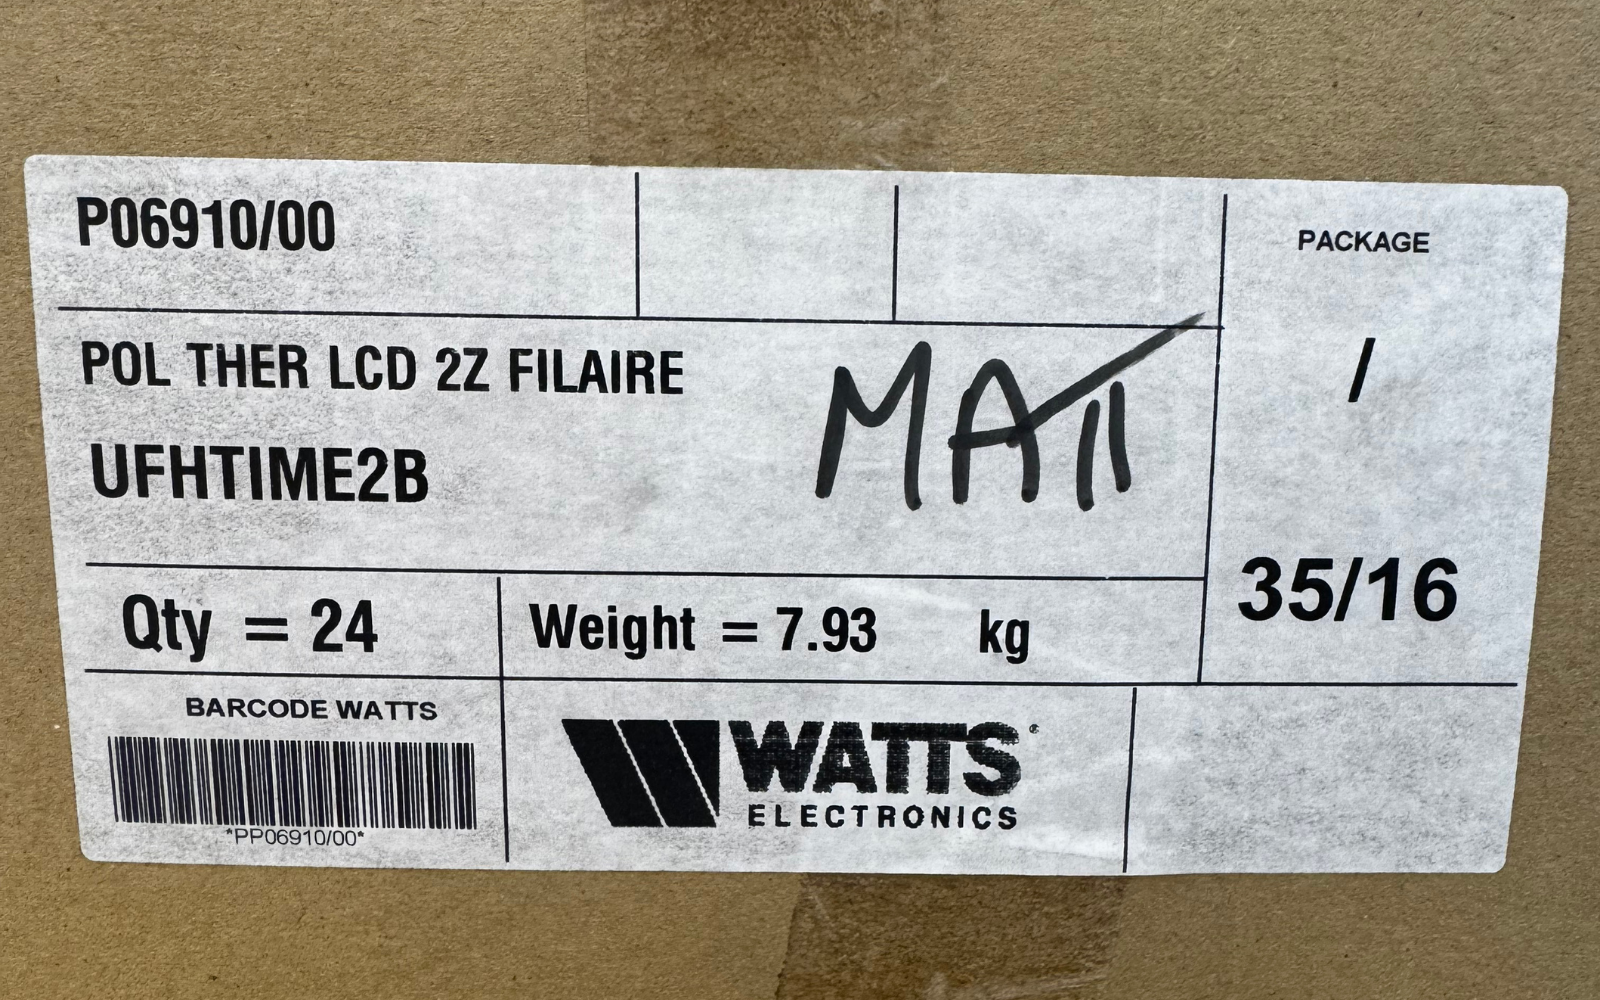 P06910/00
PACKAGE
POL THER LCD 2Z FILAIRE
MATT
/
UFHTIME2B
Qty = 24
Weight = 7.93 kg
35/16
BARCODE WATTS
*PP06910/00*
WATTS®
ELECTRONICS